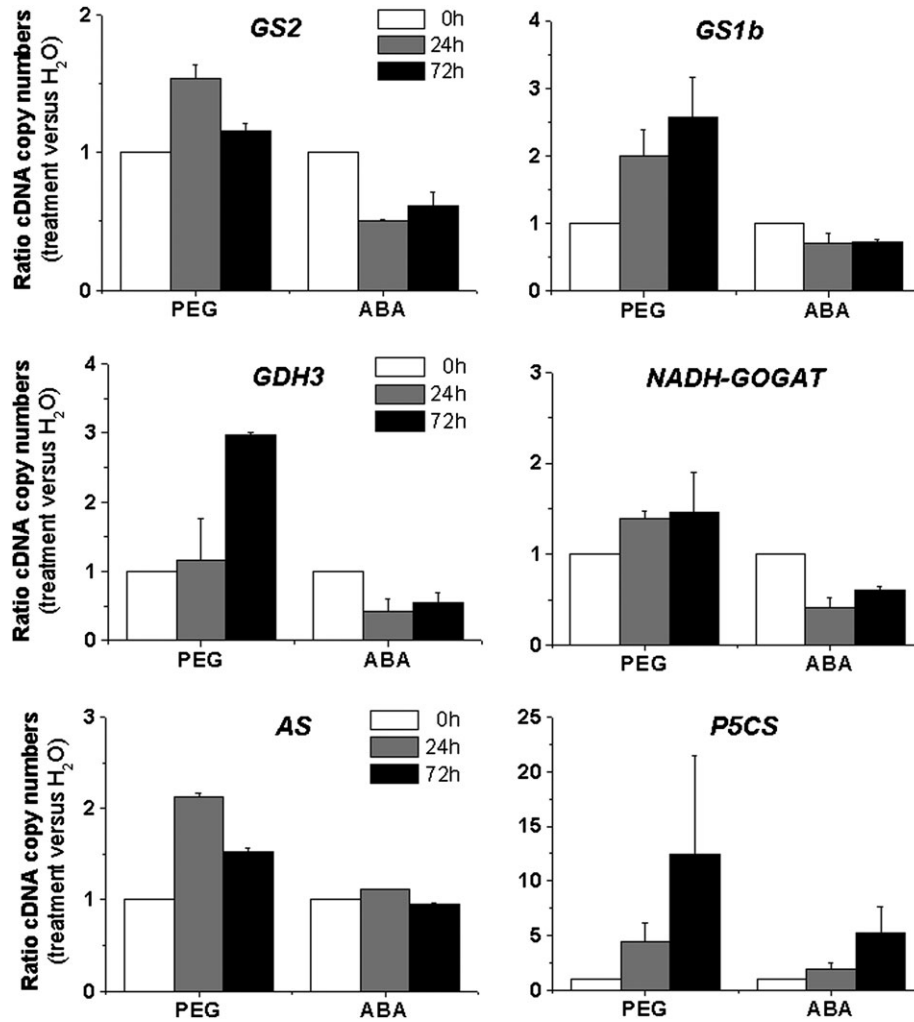 Ratio cDNA copy numbers
(treatment versus H₂O)
GS2
0h
24h
72h
2
1
0
PEG
ABA
GS1b
4
3
2
1
0
PEG
ABA
Ratio cDNA copy numbers
(treatment versus H₂O)
GDH3
0h
24h
72h
4
3
2
1
0
PEG
ABA
NADH-GOGAT
3
2
1
0
PEG
ABA
Ratio cDNA copy numbers
(treatment versus H₂O)
AS
0h
24h
72h
3
2
1
0
PEG
ABA
P5CS
25
20
15
10
5
0
PEG
ABA